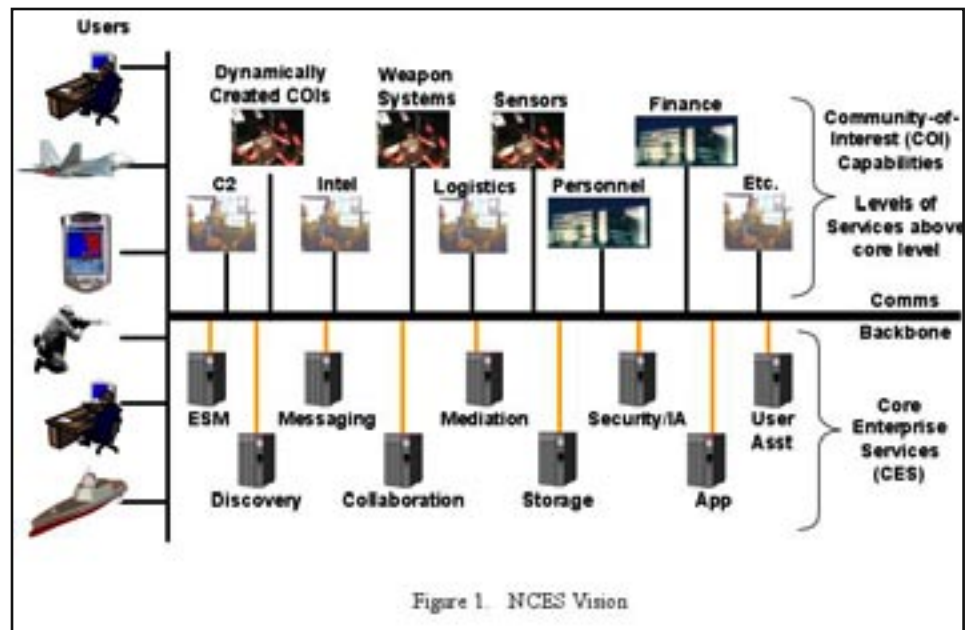 Users
Dynamically
Created COIs
Weapon
Systems
Sensors
Finance
Community-of-
Interest (COI)
Capabilities
C2
Intel
Logistics
Personnel
Etc.
Levels of
Services above
core level
Comms
Backbone
ESM
Messaging
Mediation
Security/IA
User
Asst
Core
Enterprise
Services
(CES)
Discovery
Collaboration
Storage
App
Figure 1. NCES Vision